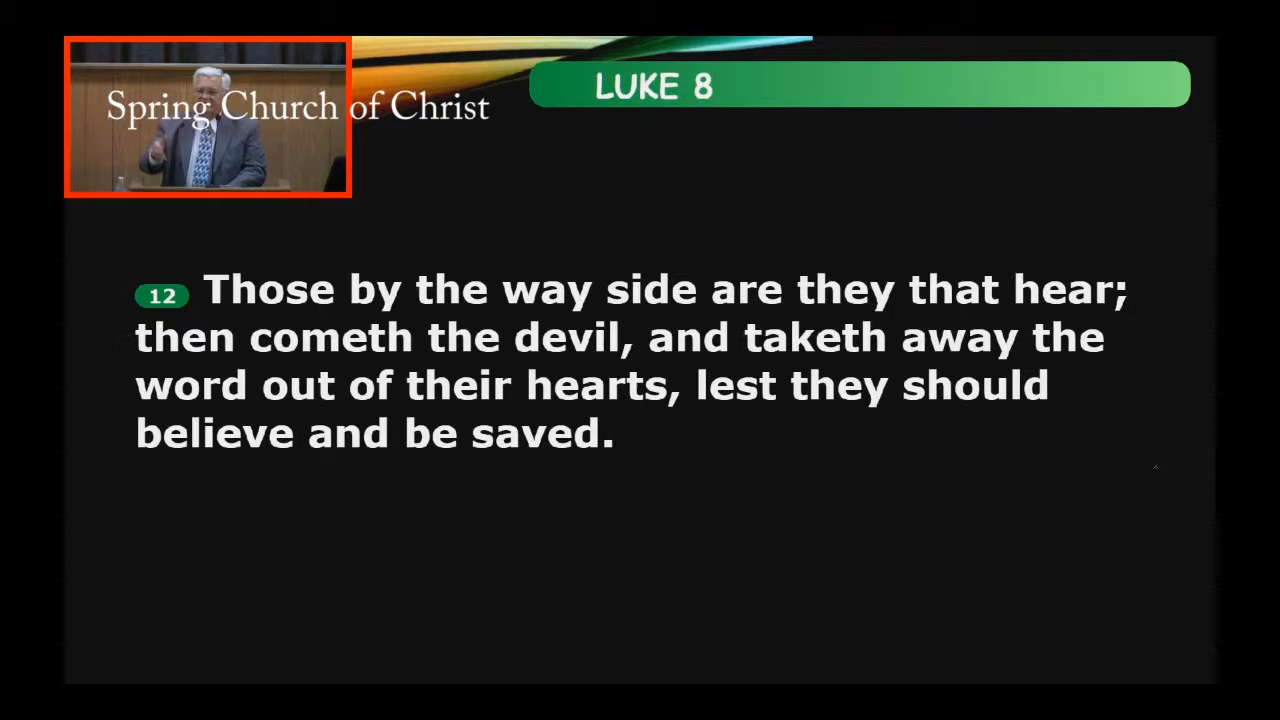 Spring Church of Christ
LUKE 8
12 Those by the way side are they that hear;
then cometh the devil, and taketh away the
word out of their hearts, lest they should
believe and be saved.